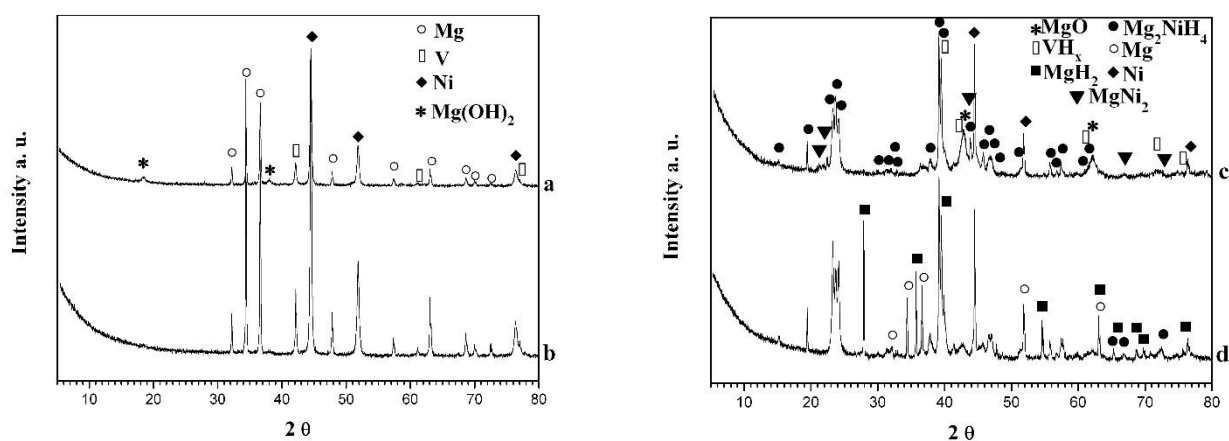 Mg
V
Ni
Mg(OH)₂
a
b
Intensity a. u.
10 20 30 40 50 60 70 80
2 θ
MgO
Mg₂NiH₄
VHₓ
Mg
MgH₂
Ni
MgNi₂
c
d
Intensity a. u.
10 20 30 40 50 60 70 80
2 θ